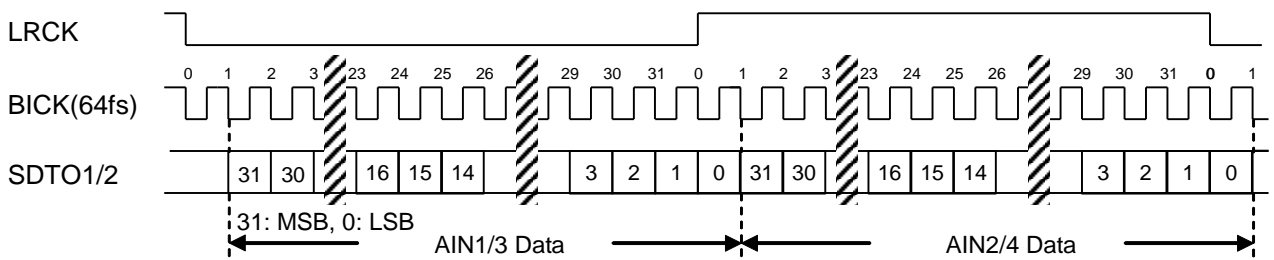 LRCK
0 1 2 3 23 24 25 26 29 30 31 0 1 2 3 23 24 25 26 29 30 31 0 1
BICK(64fs)
SDTO1/2 31 30 16 15 14 3 2 1 0 31 30 16 15 14 3 2 1 0
31: MSB, 0: LSB
AIN1/3 Data AIN2/4 Data